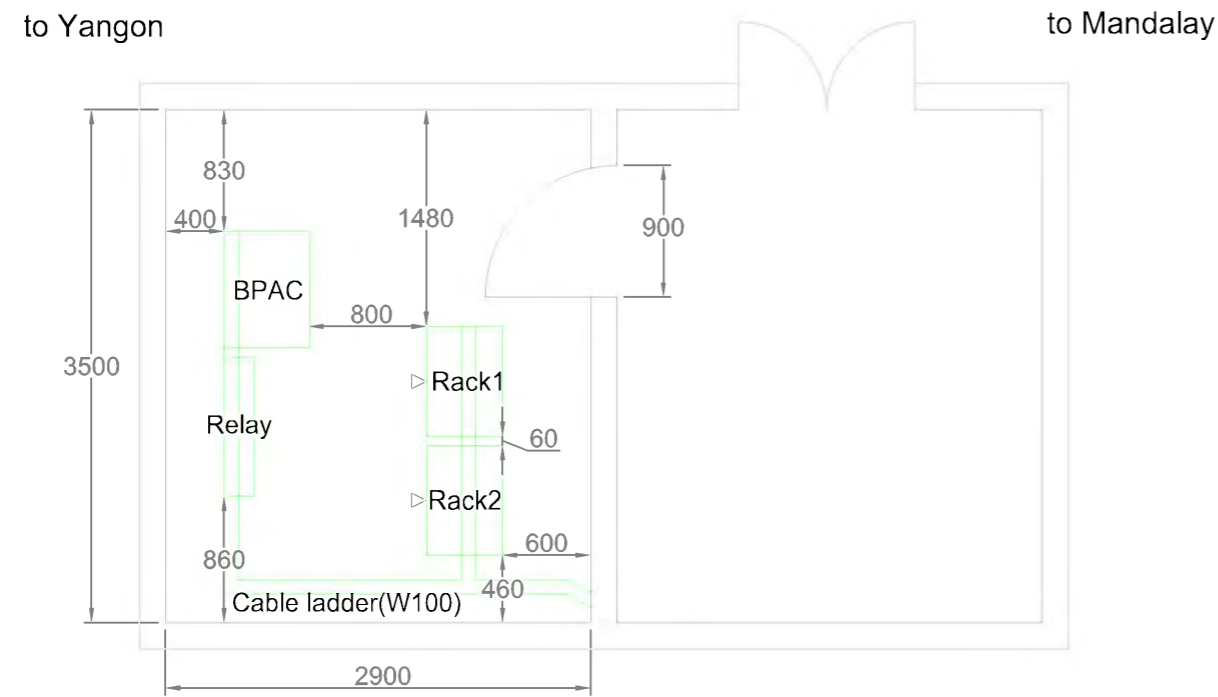 to Yangon
to Mandalay
830
400
1480
900
BPAC
800
3500
Rack1
Relay
60
Rack2
600
860
460
Cable ladder(W100)
2900